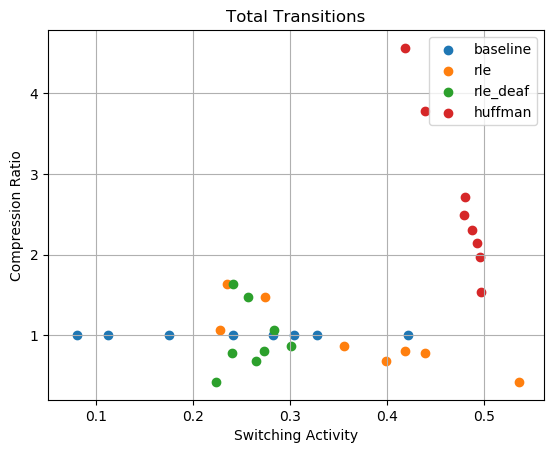 Total Transitions
baseline
rle
rle_deaf
huffman
4
3
2
1
Compression Ratio
0.1 0.2 0.3 0.4 0.5
Switching Activity